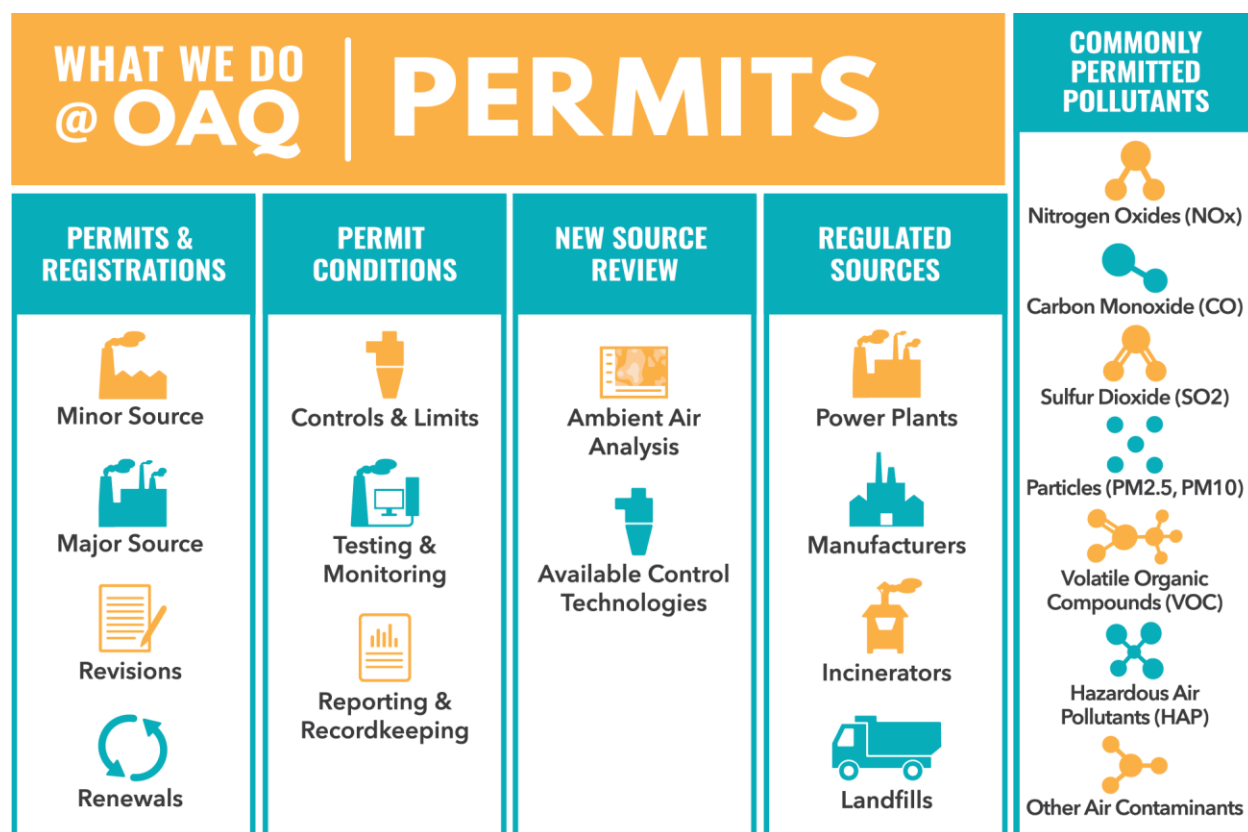 WHAT WE DO
@ OAQ
PERMITS
PERMITS &
REGISTRATIONS
Minor Source
Major Source
Revisions
Renewals
PERMIT
CONDITIONS
Controls & Limits
Testing &
Monitoring
Reporting &
Recordkeeping
NEW SOURCE
REVIEW
Ambient Air
Analysis
Available Control
Technologies
REGULATED
SOURCES
Power Plants
Manufacturers
Incinerators
Landfills
COMMONLY
PERMITTED
POLLUTANTS
Nitrogen Oxides (NOx)
Carbon Monoxide (CO)
Sulfur Dioxide (SO2)
Particles (PM2.5, PM10)
Volatile Organic
Compounds (VOC)
Hazardous Air
Pollutants (HAP)
Other Air Contaminants